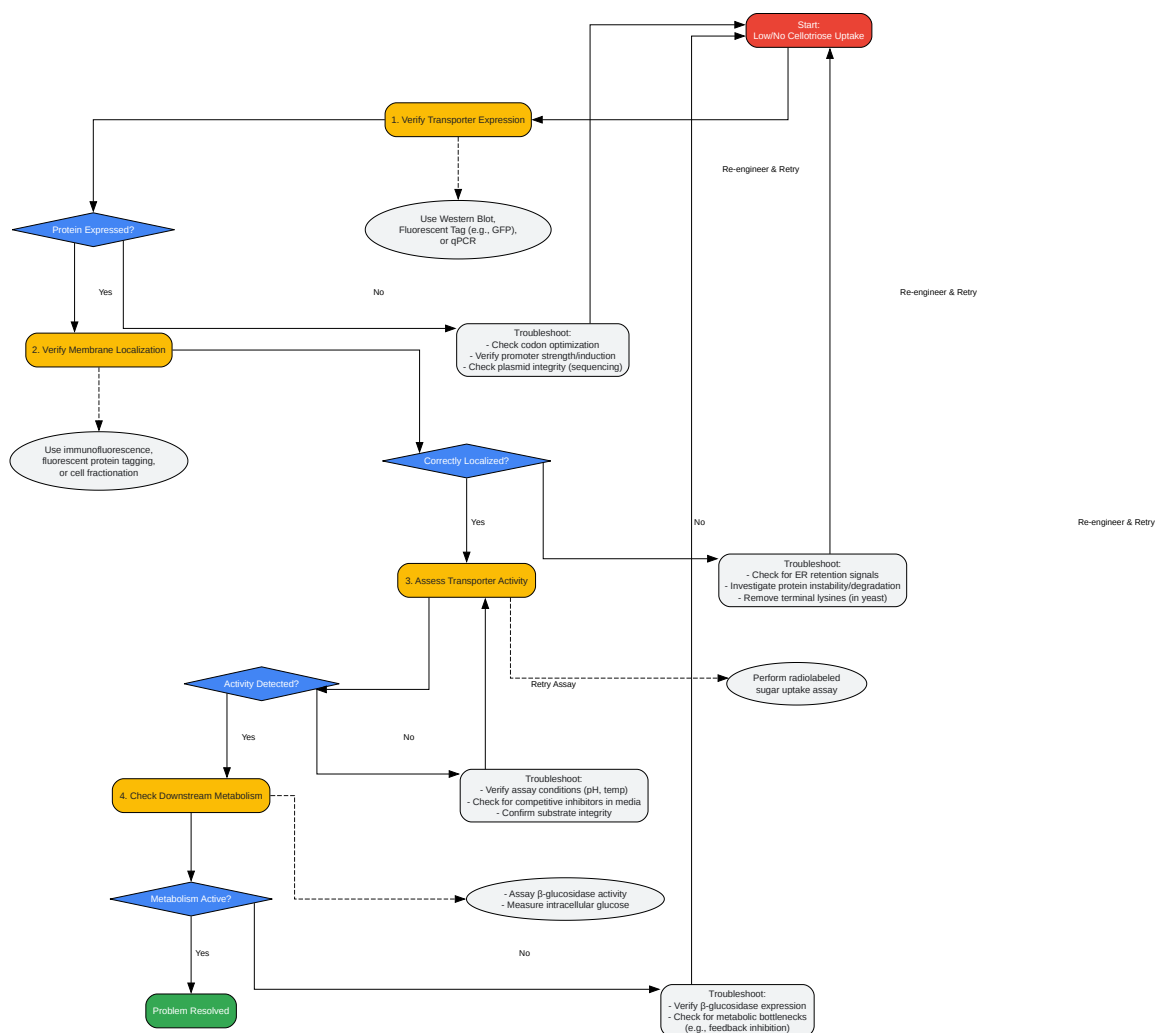 Start:
Low/No Cellotriose Uptake
1. Verify Transporter Expression
Re-engineer & Retry
Use Western Blot,
Fluorescent Tag (e.g., GFP),
or qPCR
Protein Expressed?
Yes
No
Re-engineer & Retry
Troubleshoot:
- Check codon optimization
- Verify promoter strength/induction
- Check plasmid integrity (sequencing)
2. Verify Membrane Localization
Use immunofluorescence,
fluorescent protein tagging,
or cell fractionation
Correctly Localized?
Yes
No
Re-engineer & Retry
Troubleshoot:
- Check for ER retention signals
- Investigate protein instability/degradation
- Remove terminal lysines (in yeast)
3. Assess Transporter Activity
Activity Detected?
Retry Assay
Perform radiolabeled
sugar uptake assay
Yes
No
Troubleshoot:
- Verify assay conditions (pH, temp)
- Check for competitive inhibitors in media
- Confirm substrate integrity
4. Check Downstream Metabolism
Metabolism Active?
- Assay β-glucosidase activity
- Measure intracellular glucose
Yes
No
Problem Resolved
Troubleshoot:
- Verify β-glucosidase expression
- Check for metabolic bottlenecks
(e.g., feedback inhibition)